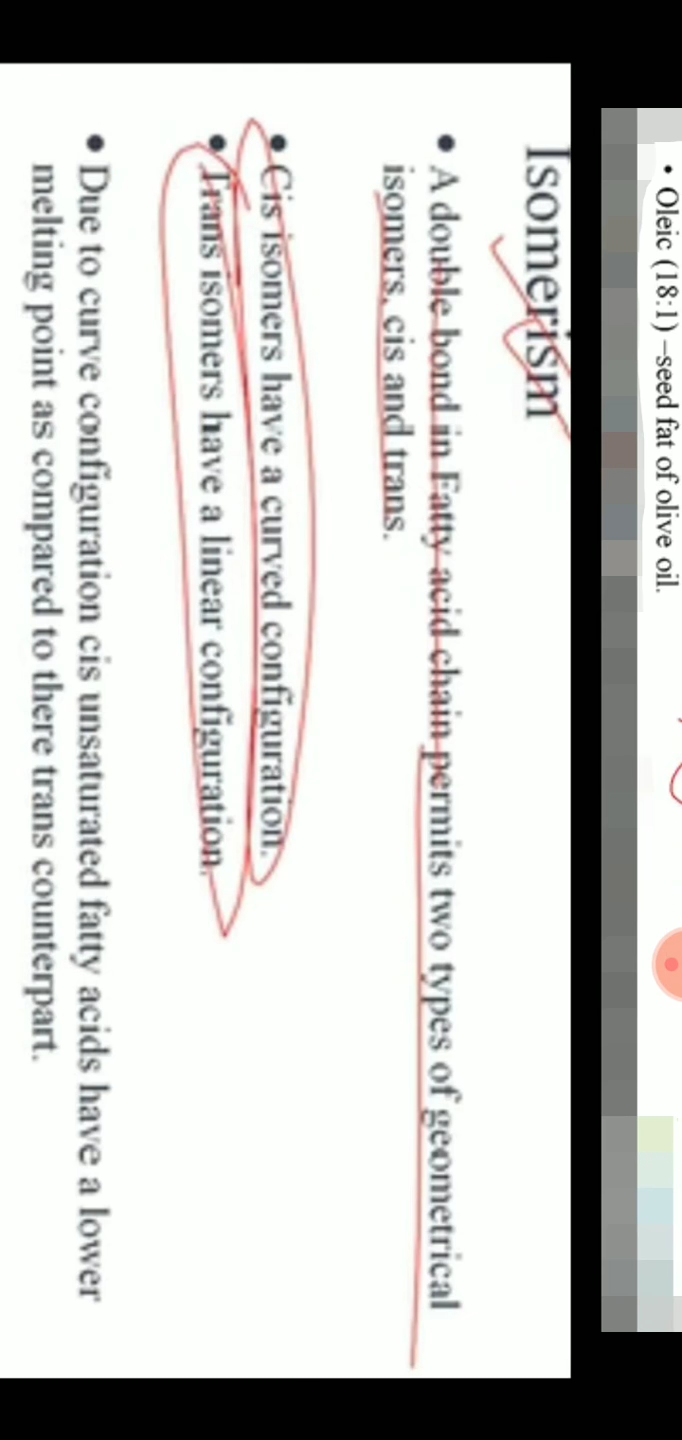 • Oleic (18:1) –seed fat of olive oil.
Isomerism
• A double bond in Fatty acid chain permits two types of geometrical
isomers, cis and trans.
• Cis isomers have a curved configuration.
• Trans isomers have a linear configuration.
• Due to curve configuration cis unsaturated fatty acids have a lower
melting point as compared to there trans counterpart.